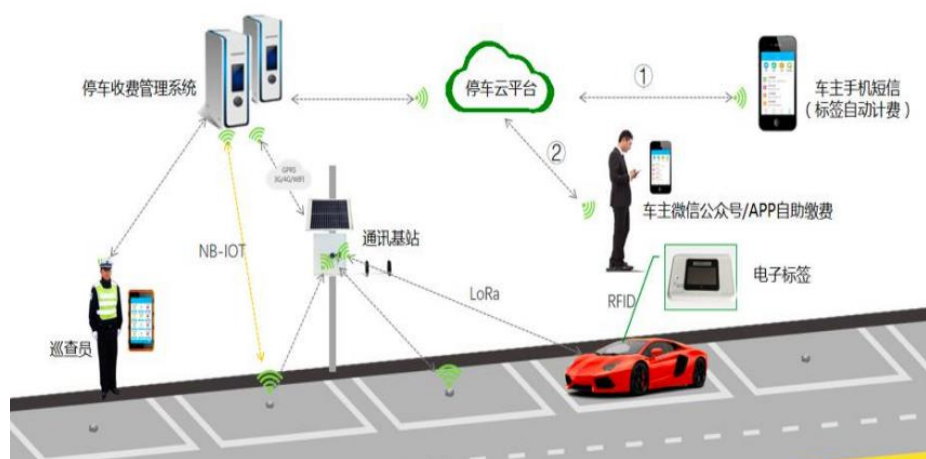 停车收费管理系统
停车云平台
①
车主手机短信
（标签自动计费）
②
GPRS
3G/4G/WIFI
车主微信公众号/APP自助缴费
通讯基站
NB-IOT
LoRa
RFID
电子标签
巡查员